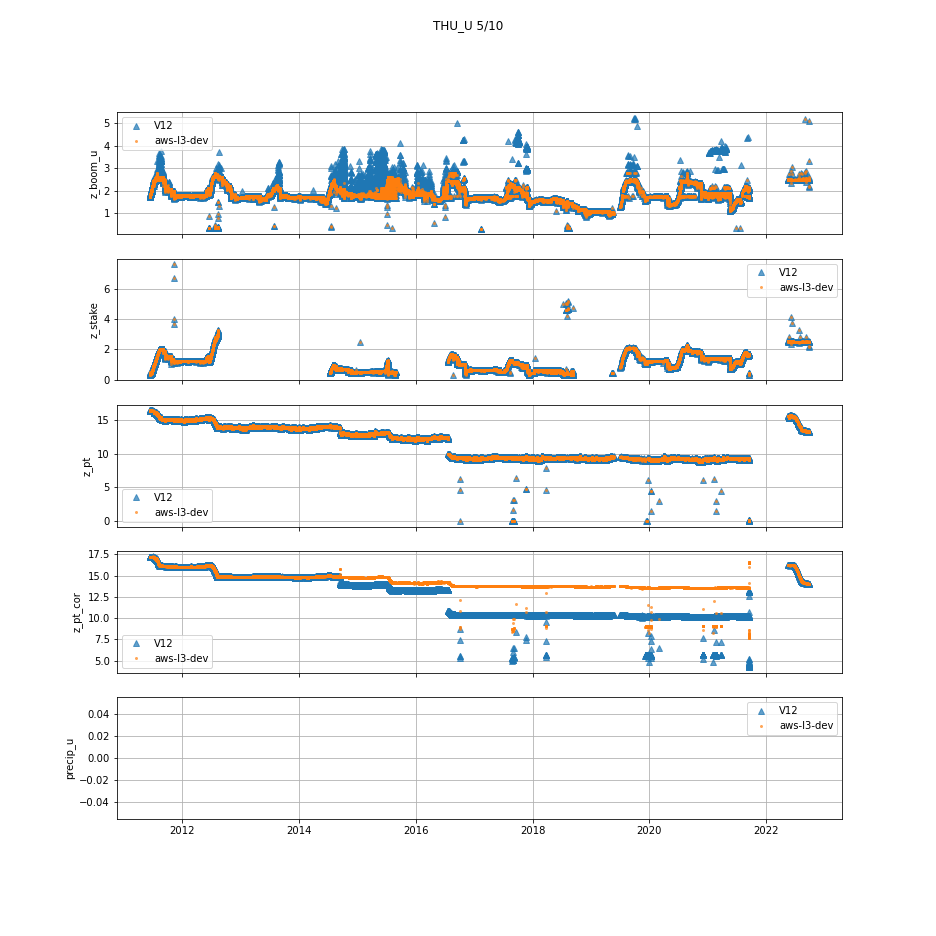 THU_U 5/10
z_boom_u
5
4
3
2
1
V12
aws-l3-dev
z_stake
6
4
2
0
V12
aws-l3-dev
z_pt
15
10
5
0
V12
aws-l3-dev
z_pt_cor
17.5
15.0
12.5
10.0
7.5
5.0
V12
aws-l3-dev
precip_u
0.04
0.02
0.00
−0.02
−0.04
V12
aws-l3-dev
2012 2014 2016 2018 2020 2022